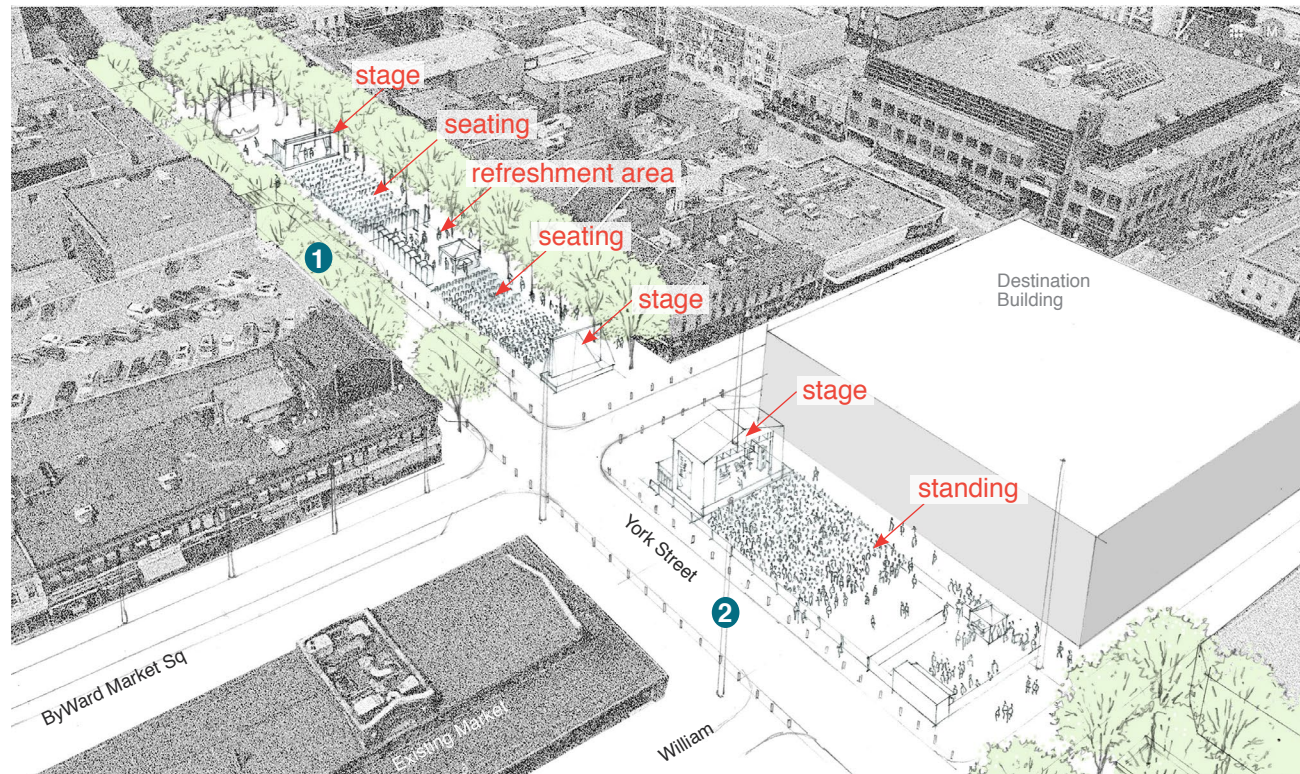 stage
seating
refreshment area
seating
stage
1
Destination
Building
stage
standing
York Street
2
ByWard Market Sq
Existing Market
William